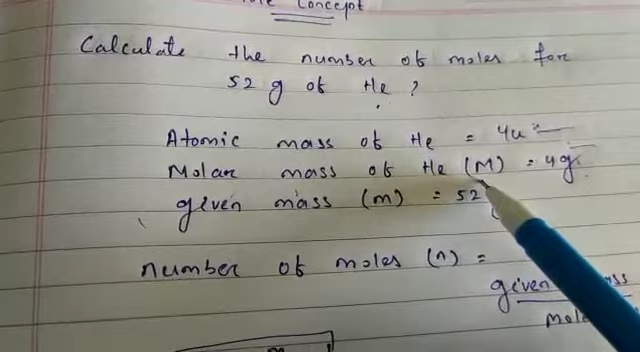 Concept
Calculate the number of moles for
52 g of He ?
Atomic mass of He = 4u
Molar mass of He (M) = 4g
given mass (m) = 52
number of moles (n) =
given